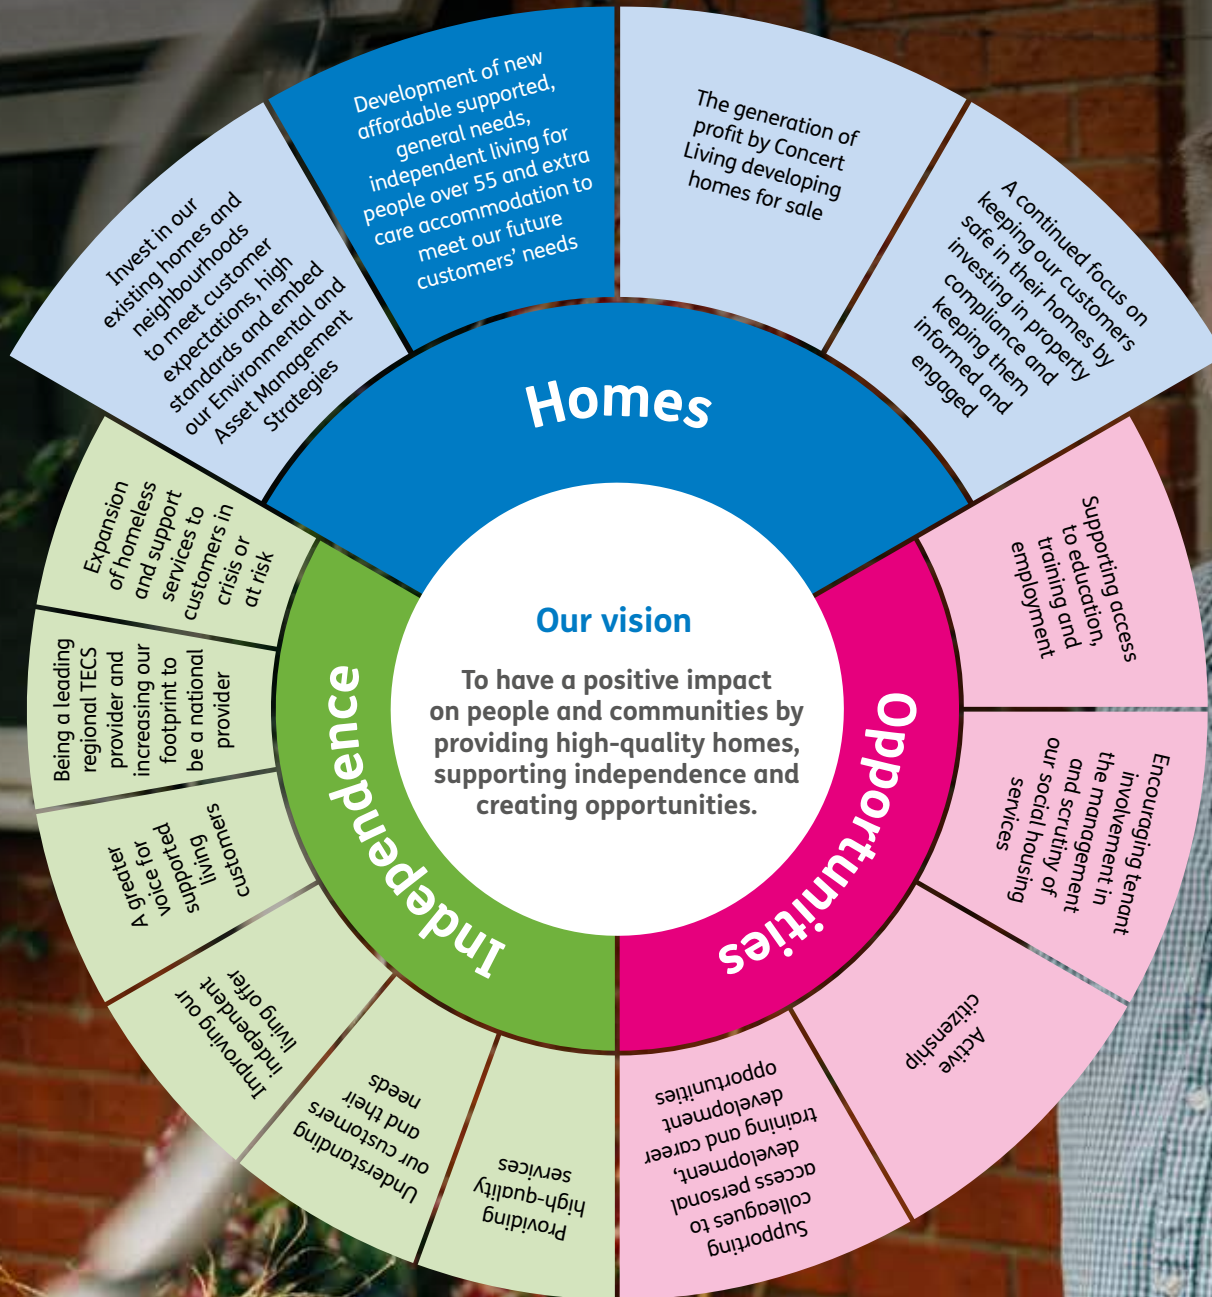 Our vision
To have a positive impact
on people and communities by
providing high-quality homes,
supporting independence and
creating opportunities.
Homes
Invest in our
existing homes and
neighbourhoods
to meet customer
expectations, high
standards and embed
our Environmental and
Asset Management
Strategies
Development of new
affordable supported,
general needs,
independent living for
people over 55 and extra
care accommodation to
meet our future
customers’ needs
The generation of
profit by Concert
Living developing
homes for sale
A continued focus on
keeping our customers
safe in their homes by
investing in property
compliance and
keeping them
informed and
engaged
Opportunities
Supporting access
to education,
training and
employment
Encouraging tenant
involvement in
the management
and scrutiny of
our social housing
services
Active
citizenship
Supporting
colleagues to
access personal
development,
training and career
development
opportunities
Independence
Providing
high-quality
services
Understanding
our customers
and their
needs
Improving our
independent
living offer
A greater
voice for
supported
living
customers
Being a leading
regional TECS
provider and
increasing our
footprint to
be a national
provider
Expansion
of homeless
and support
services to
customers in
crisis or
at risk